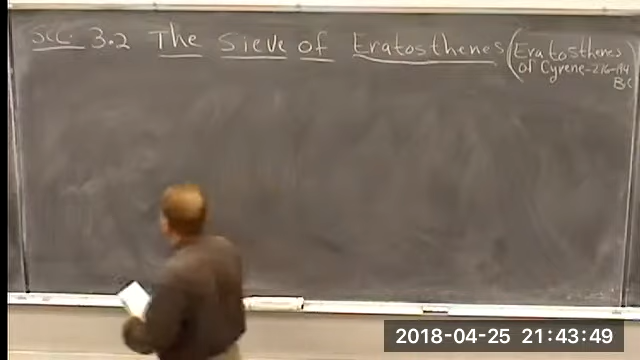 Sec. 3.2 The Sieve of Eratosthenes (Eratosthenes
of Cyrene-276-194
BC
2018-04-25 21:43:49